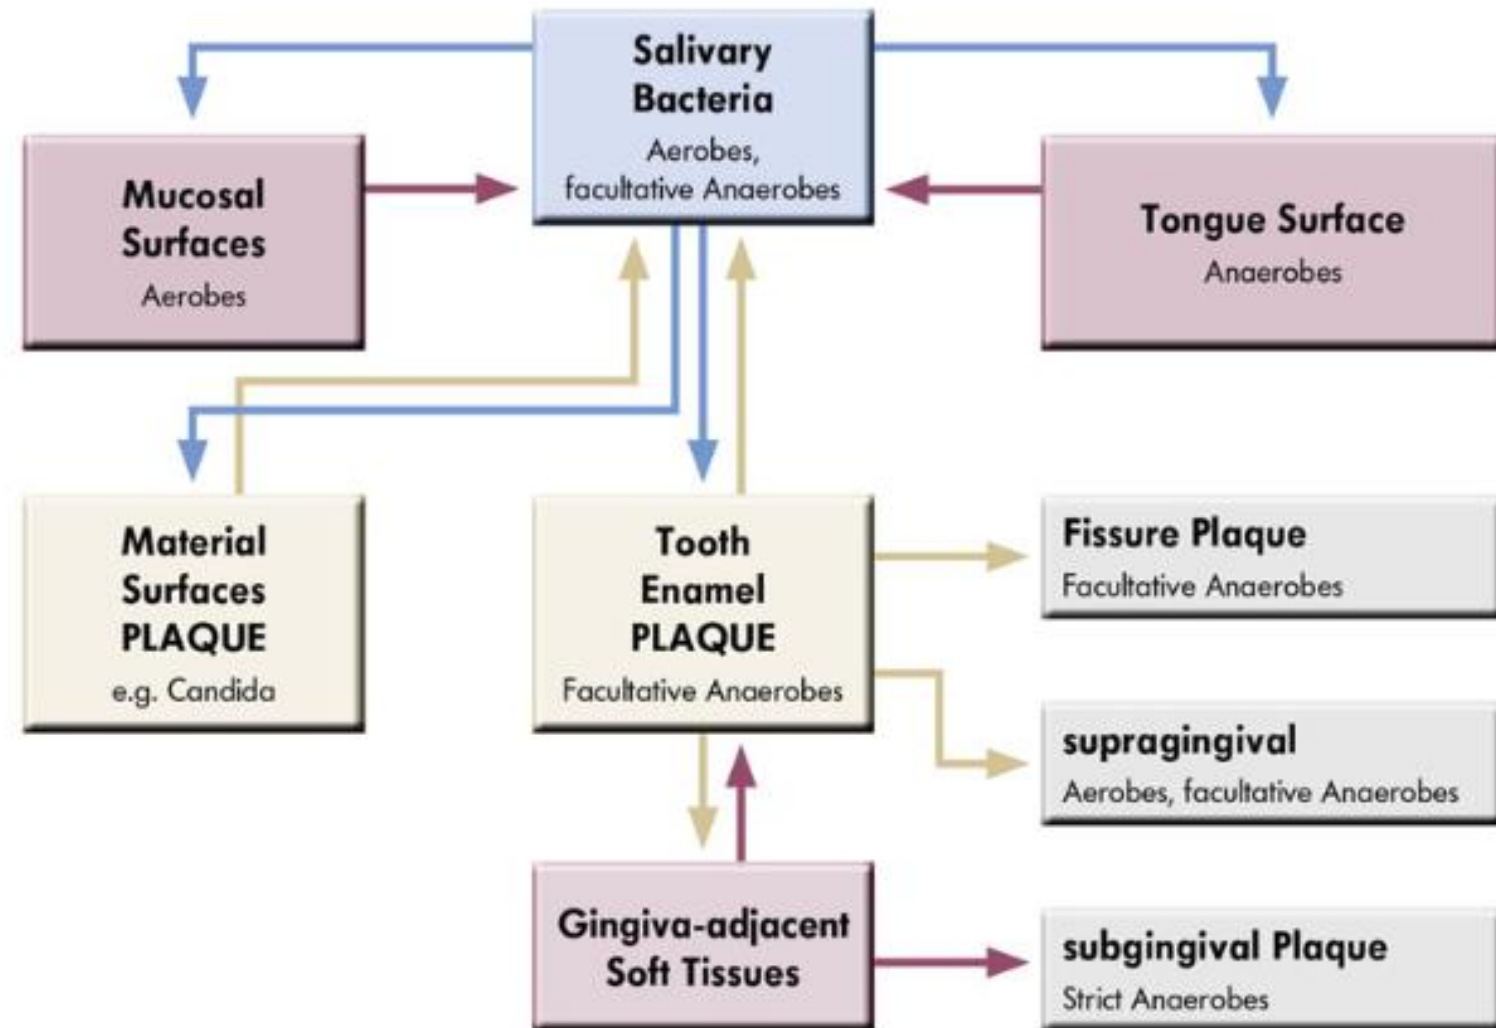 Salivary
Bacteria
Aerobes,
facultative Anaerobes
Mucosal
Surfaces
Aerobes
Tongue Surface
Anaerobes
Material
Surfaces
PLAQUE
e.g. Candida
Tooth
Enamel
PLAQUE
Facultative Anaerobes
Fissure Plaque
Facultative Anaerobes
supragingival
Aerobes, facultative Anaerobes
Gingiva-adjacent
Soft Tissues
subgingival Plaque
Strict Anaerobes